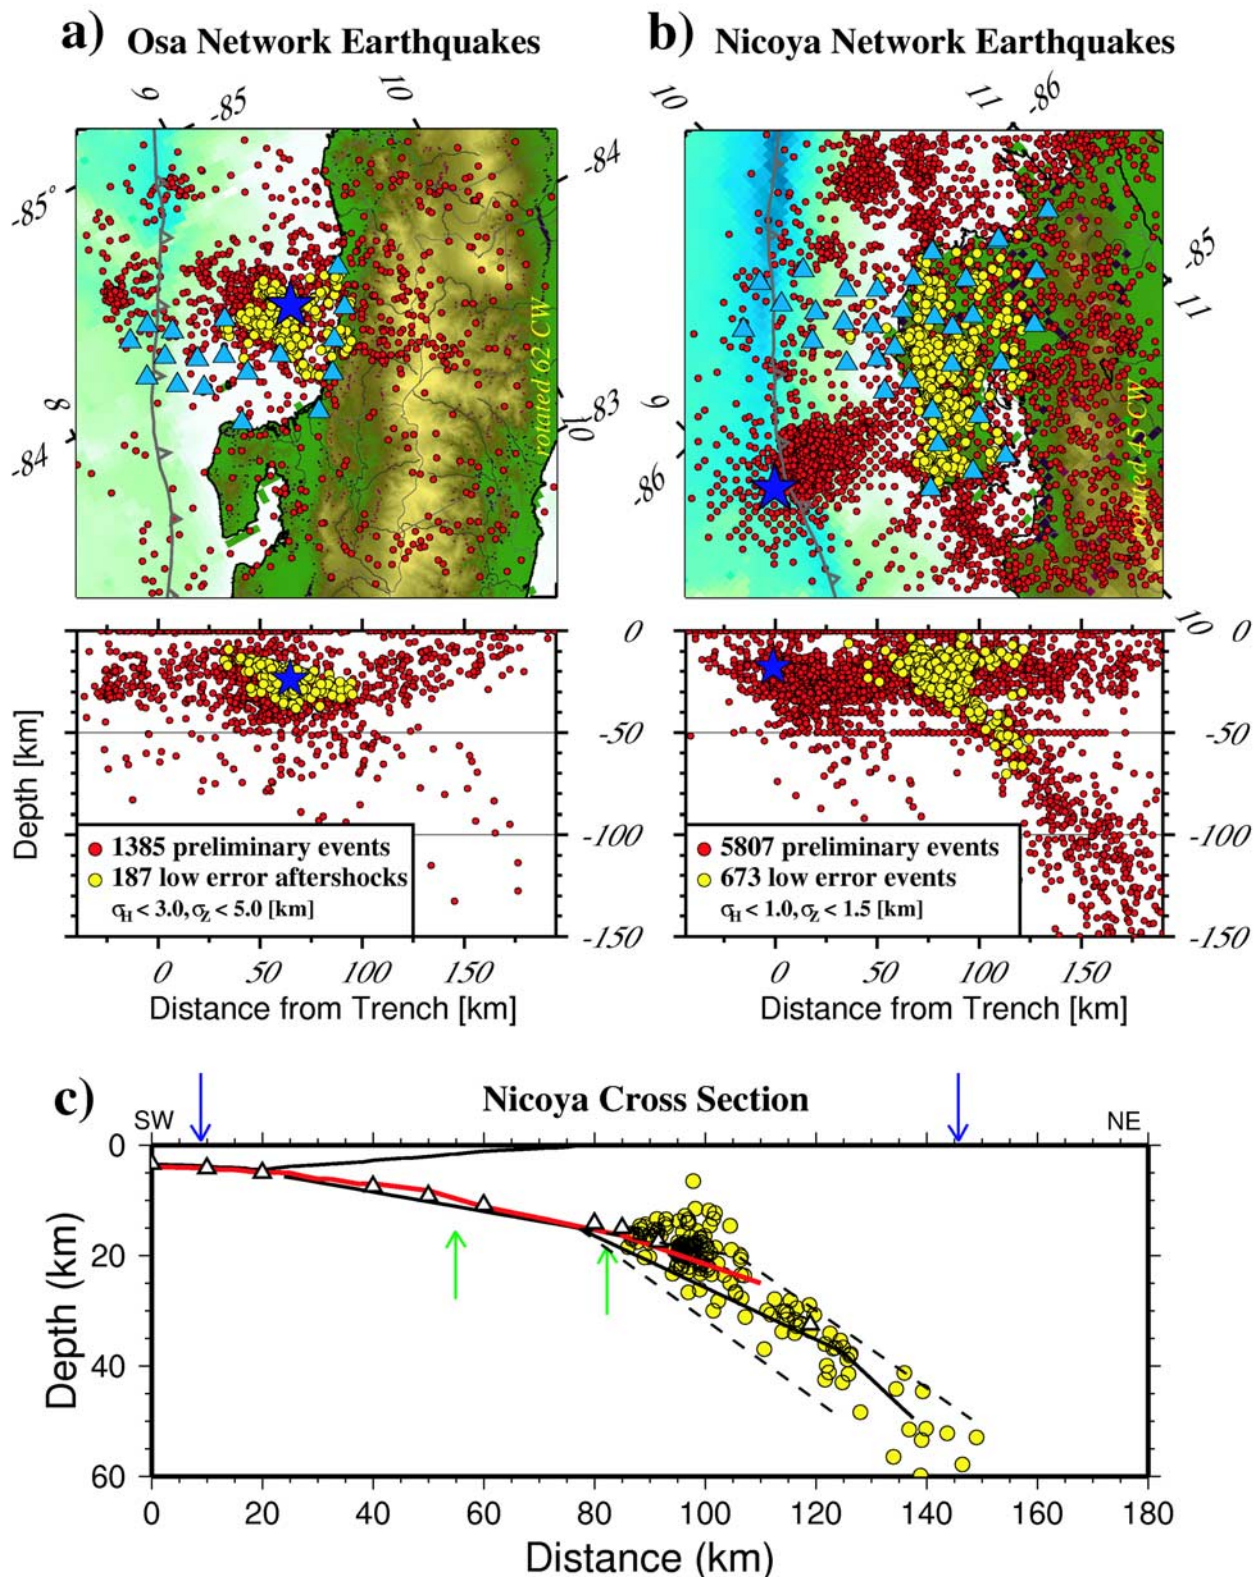 a) Osa Network Earthquakes
b) Nicoya Network Earthquakes
9
-85
10
10
11
-86
-85°
-84
-85
11
rotated 62 CW
8
-83
-84
10
9
-86
rotated 45 CW
10
0
-50
-100
-150
Depth [km]
1385 preliminary events
187 low error aftershocks
σH < 3.0, σZ < 5.0 [km]
0 50 100 150
Distance from Trench [km]
0
-50
-100
-150
5807 preliminary events
673 low error events
σH < 1.0, σZ < 1.5 [km]
0 50 100 150
Distance from Trench [km]
c) Nicoya Cross Section
SW
NE
0
20
40
60
Depth (km)
0 20 40 60 80 100 120 140 160 180
Distance (km)